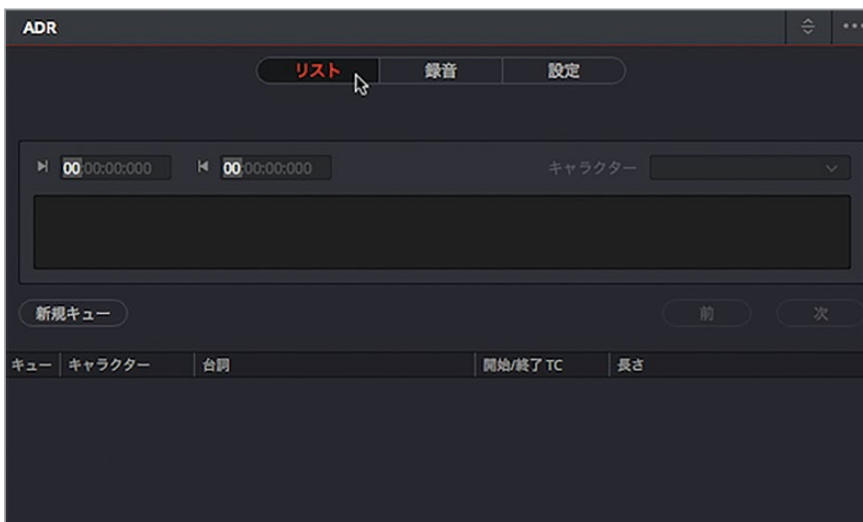 ADR
リスト 録音 設定
00:00:00:000 00:00:00:000 キャラクター
新規キュー 前 次
キュー キャラクター 台詞 開始/終了 TC 長さ